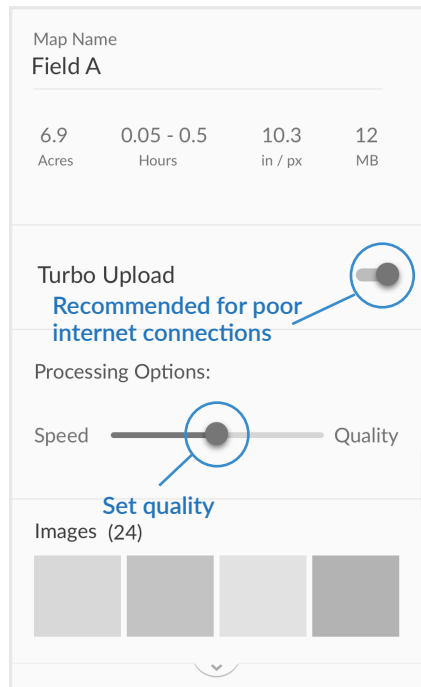 Map Name
Field A
6.9 0.05 - 0.5 10.3 12
Acres Hours in / px MB
Turbo Upload
Recommended for poor
internet connections
Processing Options:
Speed Quality
Set quality
Images (24)